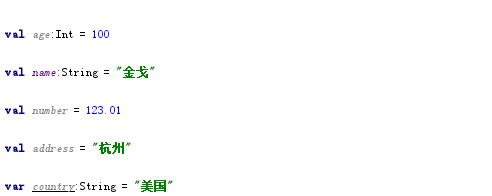 val age:Int = 100
val name:String = "金戈"
val number = 123.01
val address = "杭州"
var country:String = "美国"